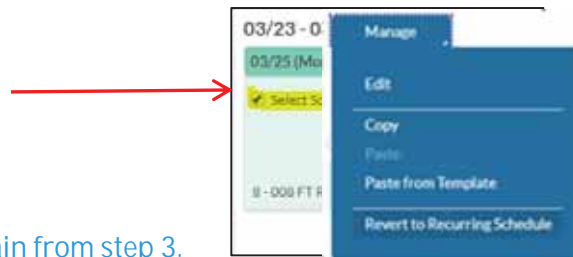 03/23 - 0
Manage
03/25 (Mo
Edit
Select Sc
Copy
Paste
Paste from Template
8 - 000 FT R
Revert to Recurring Schedule
ain from step 3.